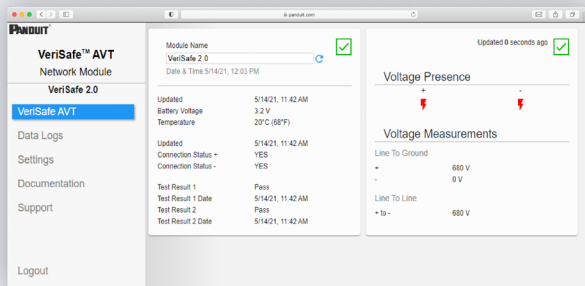 panduit.com
PANDUIT
VeriSafe™ AVT
Network Module
VeriSafe 2.0
VeriSafe AVT
Data Logs
Settings
Documentation
Support
Logout
Module Name
VeriSafe 2.0
Date & Time:5/14/21, 12:03 PM
Updated 5/14/21, 11:42 AM
Battery Voltage 3.2 V
Temperature 20°C (68°F)
Updated 5/14/21, 11:42 AM
Connection Status + YES
Connection Status - YES
Test Result 1 Pass
Test Result 1 Date 5/14/21, 11:42 AM
Test Result 2 Pass
Test Result 2 Date 5/14/21, 11:42 AM
Updated 0 seconds ago
Voltage Presence
+ -
Voltage Measurements
Line To Ground
+ 680 V
- 0 V
Line To Line
+ to - 680 V